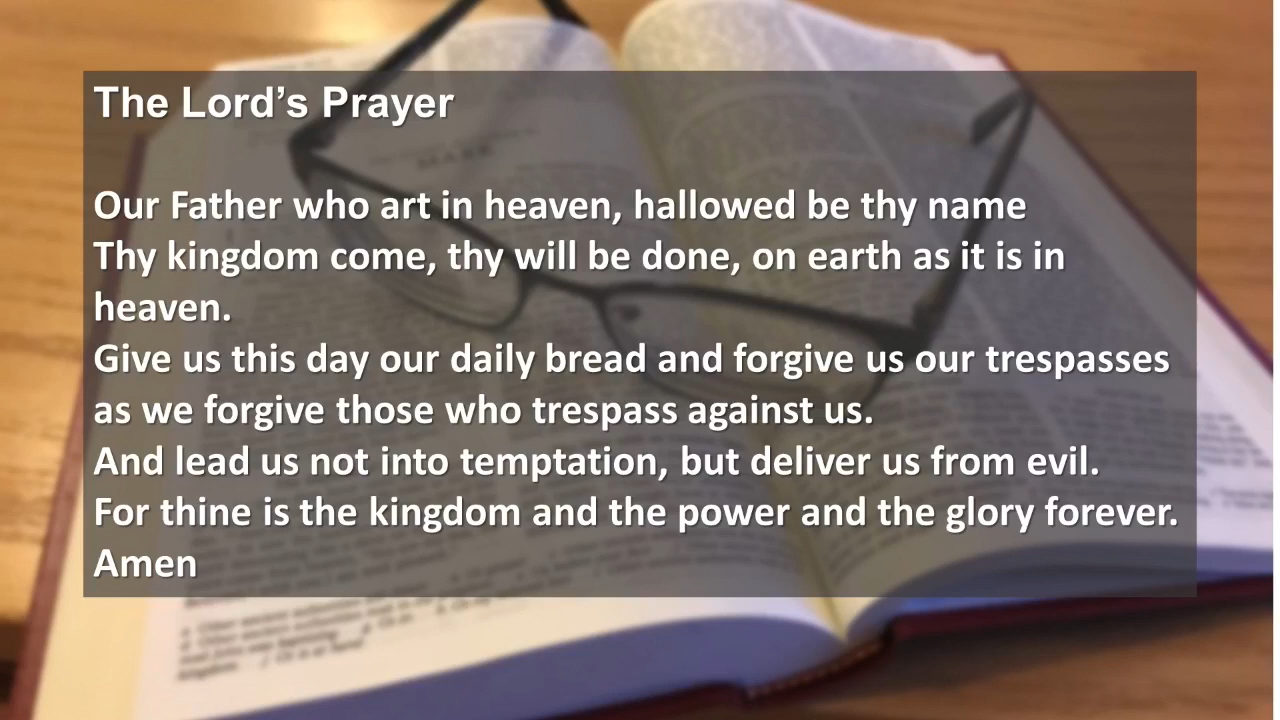 The Lord’s Prayer
Our Father who art in heaven, hallowed be thy name
Thy kingdom come, thy will be done, on earth as it is in
heaven.
Give us this day our daily bread and forgive us our trespasses
as we forgive those who trespass against us.
And lead us not into temptation, but deliver us from evil.
For thine is the kingdom and the power and the glory forever.
Amen